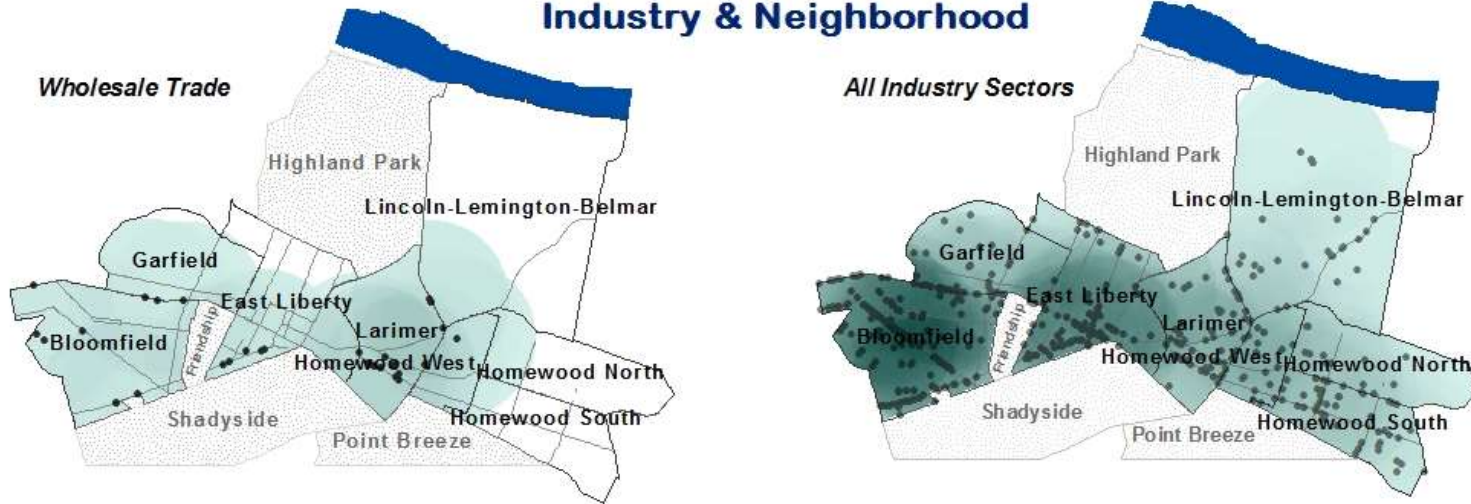 Industry & Neighborhood
Wholesale Trade
Highland Park
Lincoln-Lemington-Belmar
Garfield
East Liberty
Bloomfield
Friendship
Larimer
Homewood West
Homewood North
Shadyside
Homewood South
Point Breeze
All Industry Sectors
Highland Park
Lincoln-Lemington-Belmar
Garfield
East Liberty
Bloomfield
Friendship
Larimer
Homewood West
Homewood North
Shadyside
Homewood South
Point Breeze